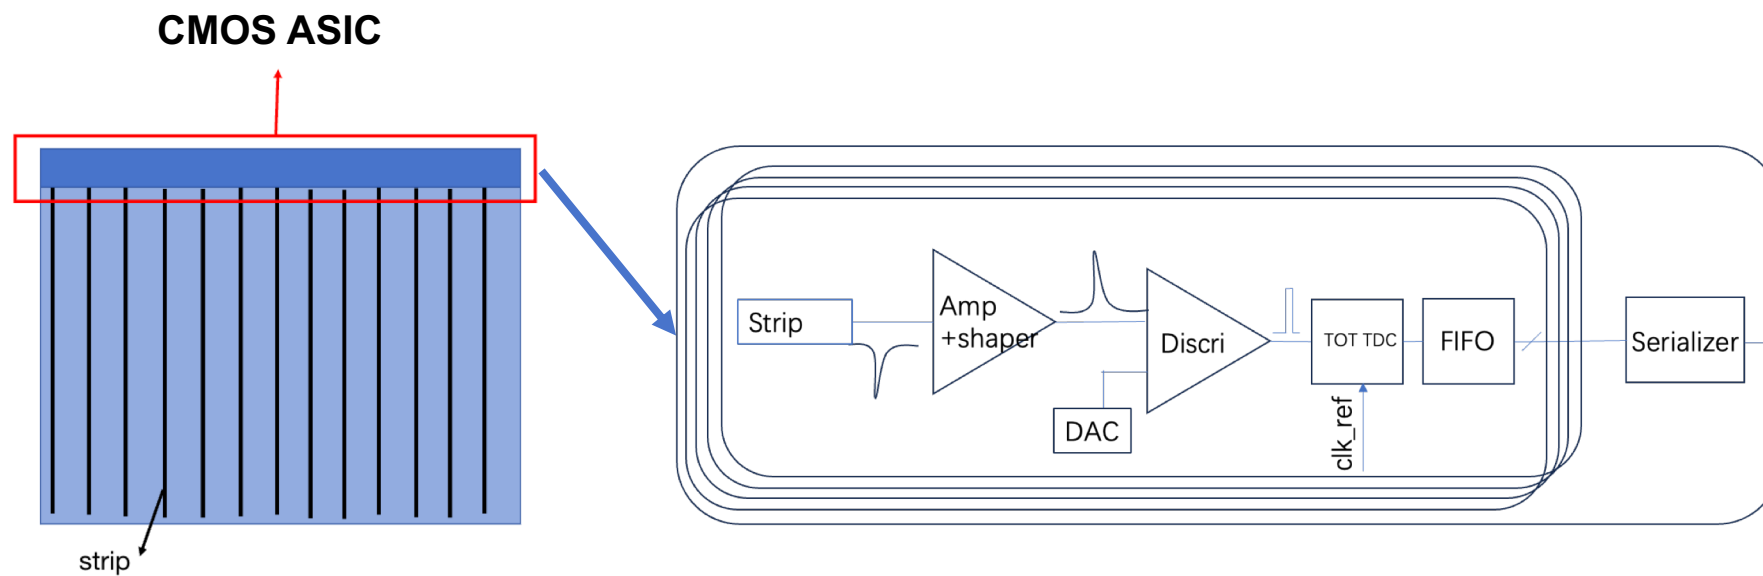 CMOS ASIC
strip
Strip
Amp
+shaper
DAC
Discri
TOT TDC
clk_ref
FIFO
Serializer